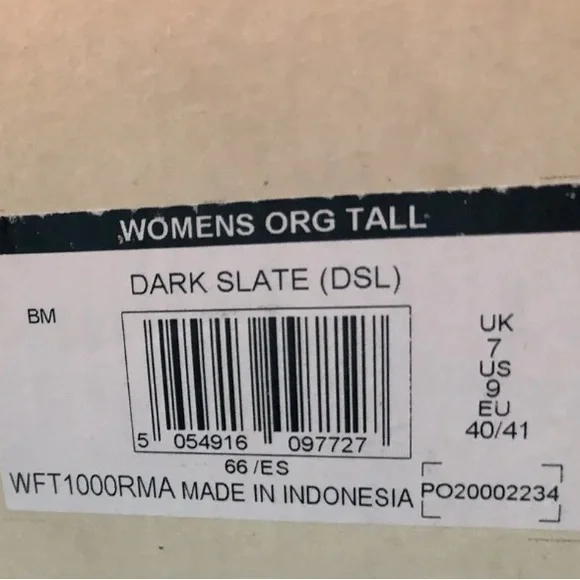 WOMENS ORG TALL
DARK SLATE (DSL)
BM
UK
7
US
9
EU
40/41
5 054916 097727
66/ES
WFT1000RMA MADE IN INDONESIA
PO20002234